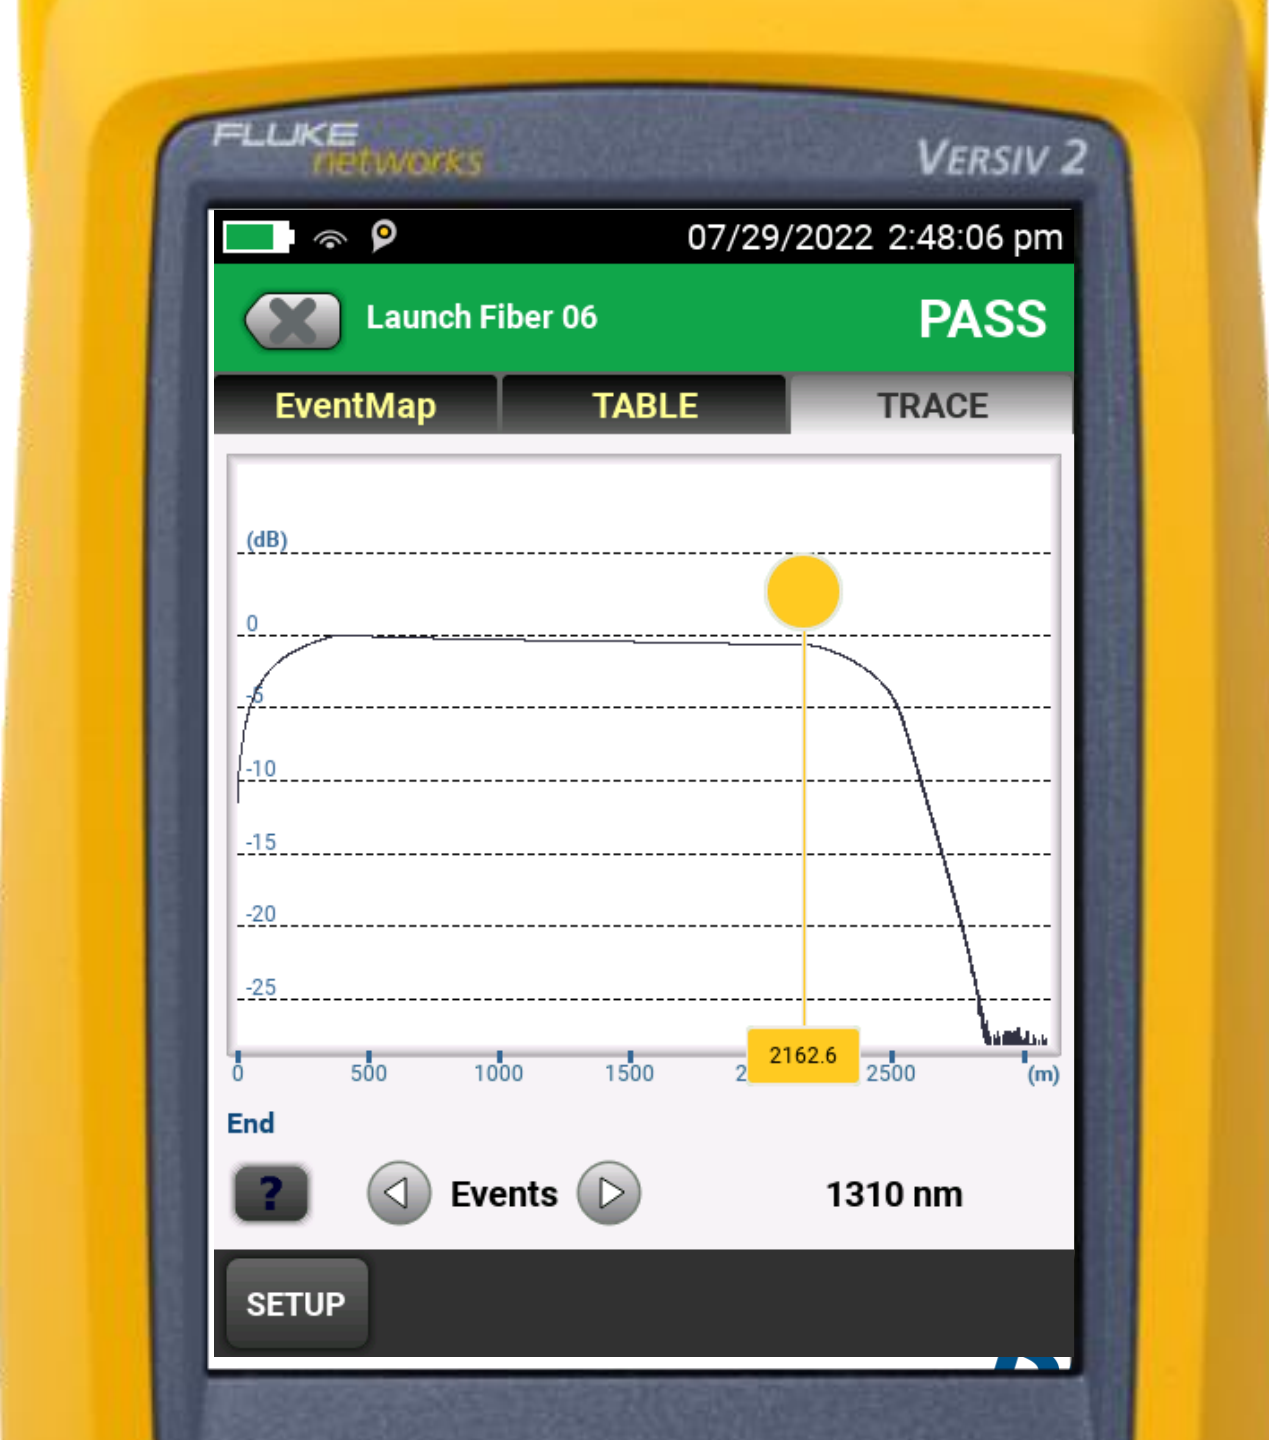 FLUKE
networks
VERSIV 2
07/29/2022 2:48:06 pm
Launch Fiber 06
PASS
EventMap
TABLE
TRACE
(dB)
0
-5
-10
-15
-20
-25
2162.6
0
500
1000
1500
2
2500
(m)
End
?
Events
1310 nm
SETUP